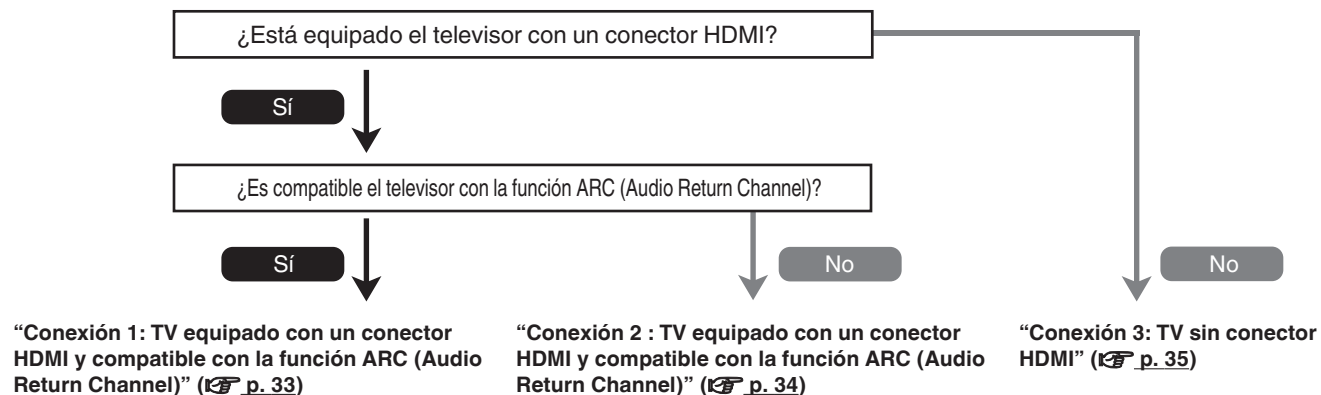 ¿Está equipado el televisor con un conector HDMI?
Sí
¿Es compatible el televisor con la función ARC (Audio Return Channel)?
Sí
No
No
“Conexión 1: TV equipado con un conector
HDMI y compatible con la función ARC (Audio
Return Channel)” (☞ p. 33)
“Conexión 2 : TV equipado con un conector
HDMI y compatible con la función ARC (Audio
Return Channel)” (☞ p. 34)
“Conexión 3: TV sin conector
HDMI” (☞ p. 35)